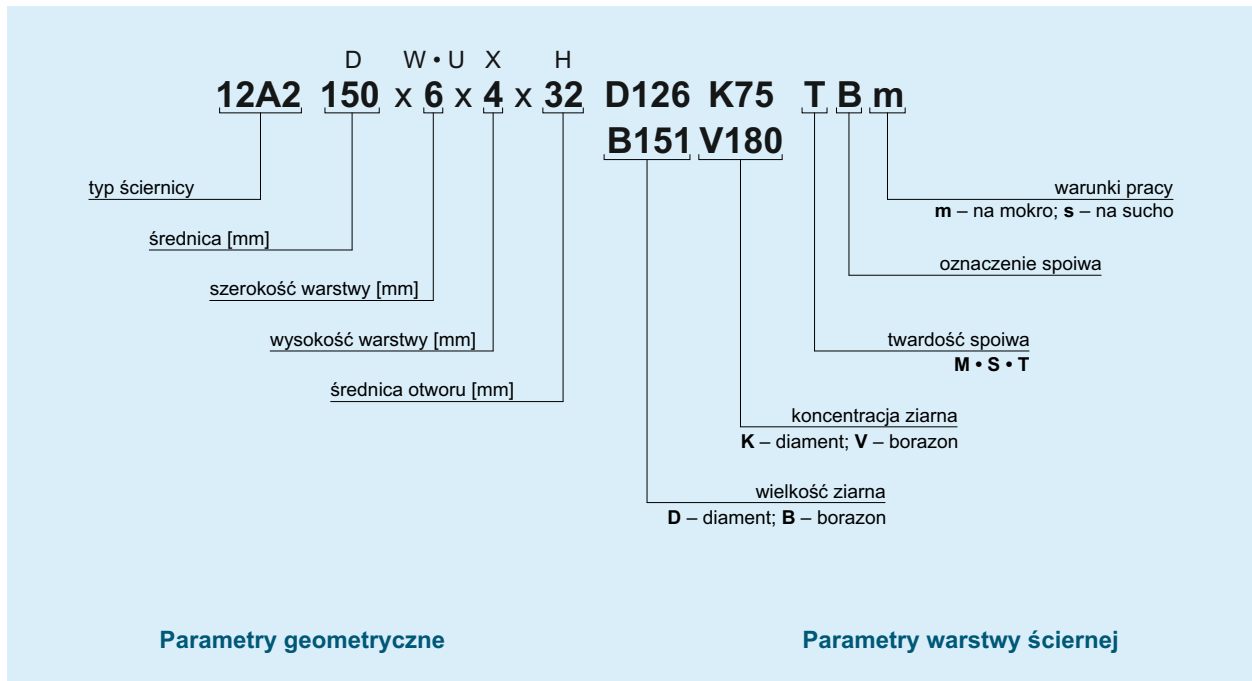 D W • U X H
12A2 150 x 6 x 4 x 32 D126 K75 T B m
B151 V180
typ ściernicy
warunki pracy
m – na mokro; s – na sucho
średnica [mm]
oznaczenie spoiwa
szerokość warstwy [mm]
wysokość warstwy [mm]
twardość spoiwa
M • S • T
średnica otworu [mm]
koncentracja ziarna
K – diament; V – borazon
wielkość ziarna
D – diament; B – borazon
Parametry geometryczne
Parametry warstwy ściernej